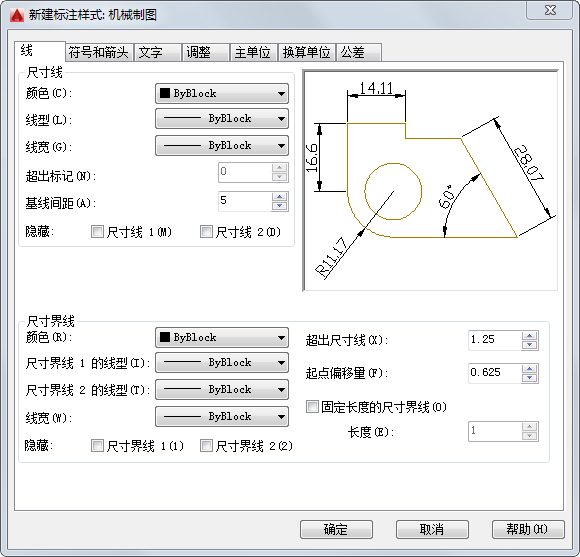 新建标注样式: 机械制图
线 符号和箭头 文字 调整 主单位 换算单位 公差
尺寸线
颜色(C): ByBlock
线型(L): ByBlock
线宽(G): ByBlock
超出标记(N): 0
基线间距(A): 5
隐藏: 尺寸线 1(M) 尺寸线 2(D)
14.11
16.6
28.07
60°
R11.17
尺寸界线
颜色(R): ByBlock
尺寸界线 1 的线型(I): ByBlock
尺寸界线 2 的线型(T): ByBlock
线宽(W): ByBlock
隐藏: 尺寸界线 1(1) 尺寸界线 2(2)
超出尺寸线(X): 1.25
起点偏移量(F): 0.625
固定长度的尺寸界线(O)
长度(E): 1
确定 取消 帮助(H)